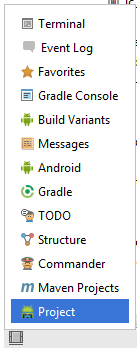 Terminal
Event Log
Favorites
Gradle Console
Build Variants
Messages
Android
Gradle
TODO
Structure
Commander
Maven Projects
Project